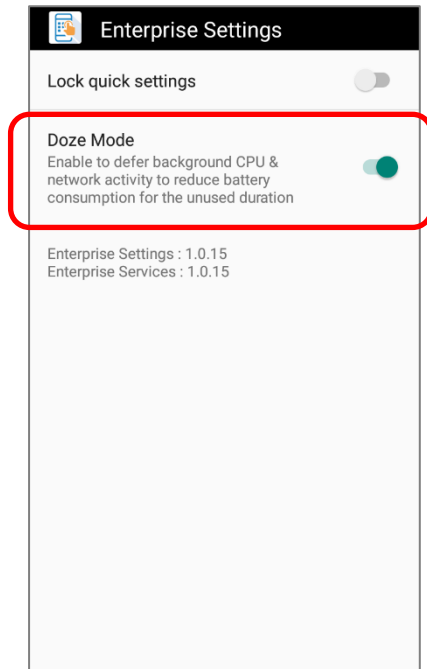 Enterprise Settings
Lock quick settings
Doze Mode
Enable to defer background CPU &
network activity to reduce battery
consumption for the unused duration
Enterprise Settings : 1.0.15
Enterprise Services : 1.0.15